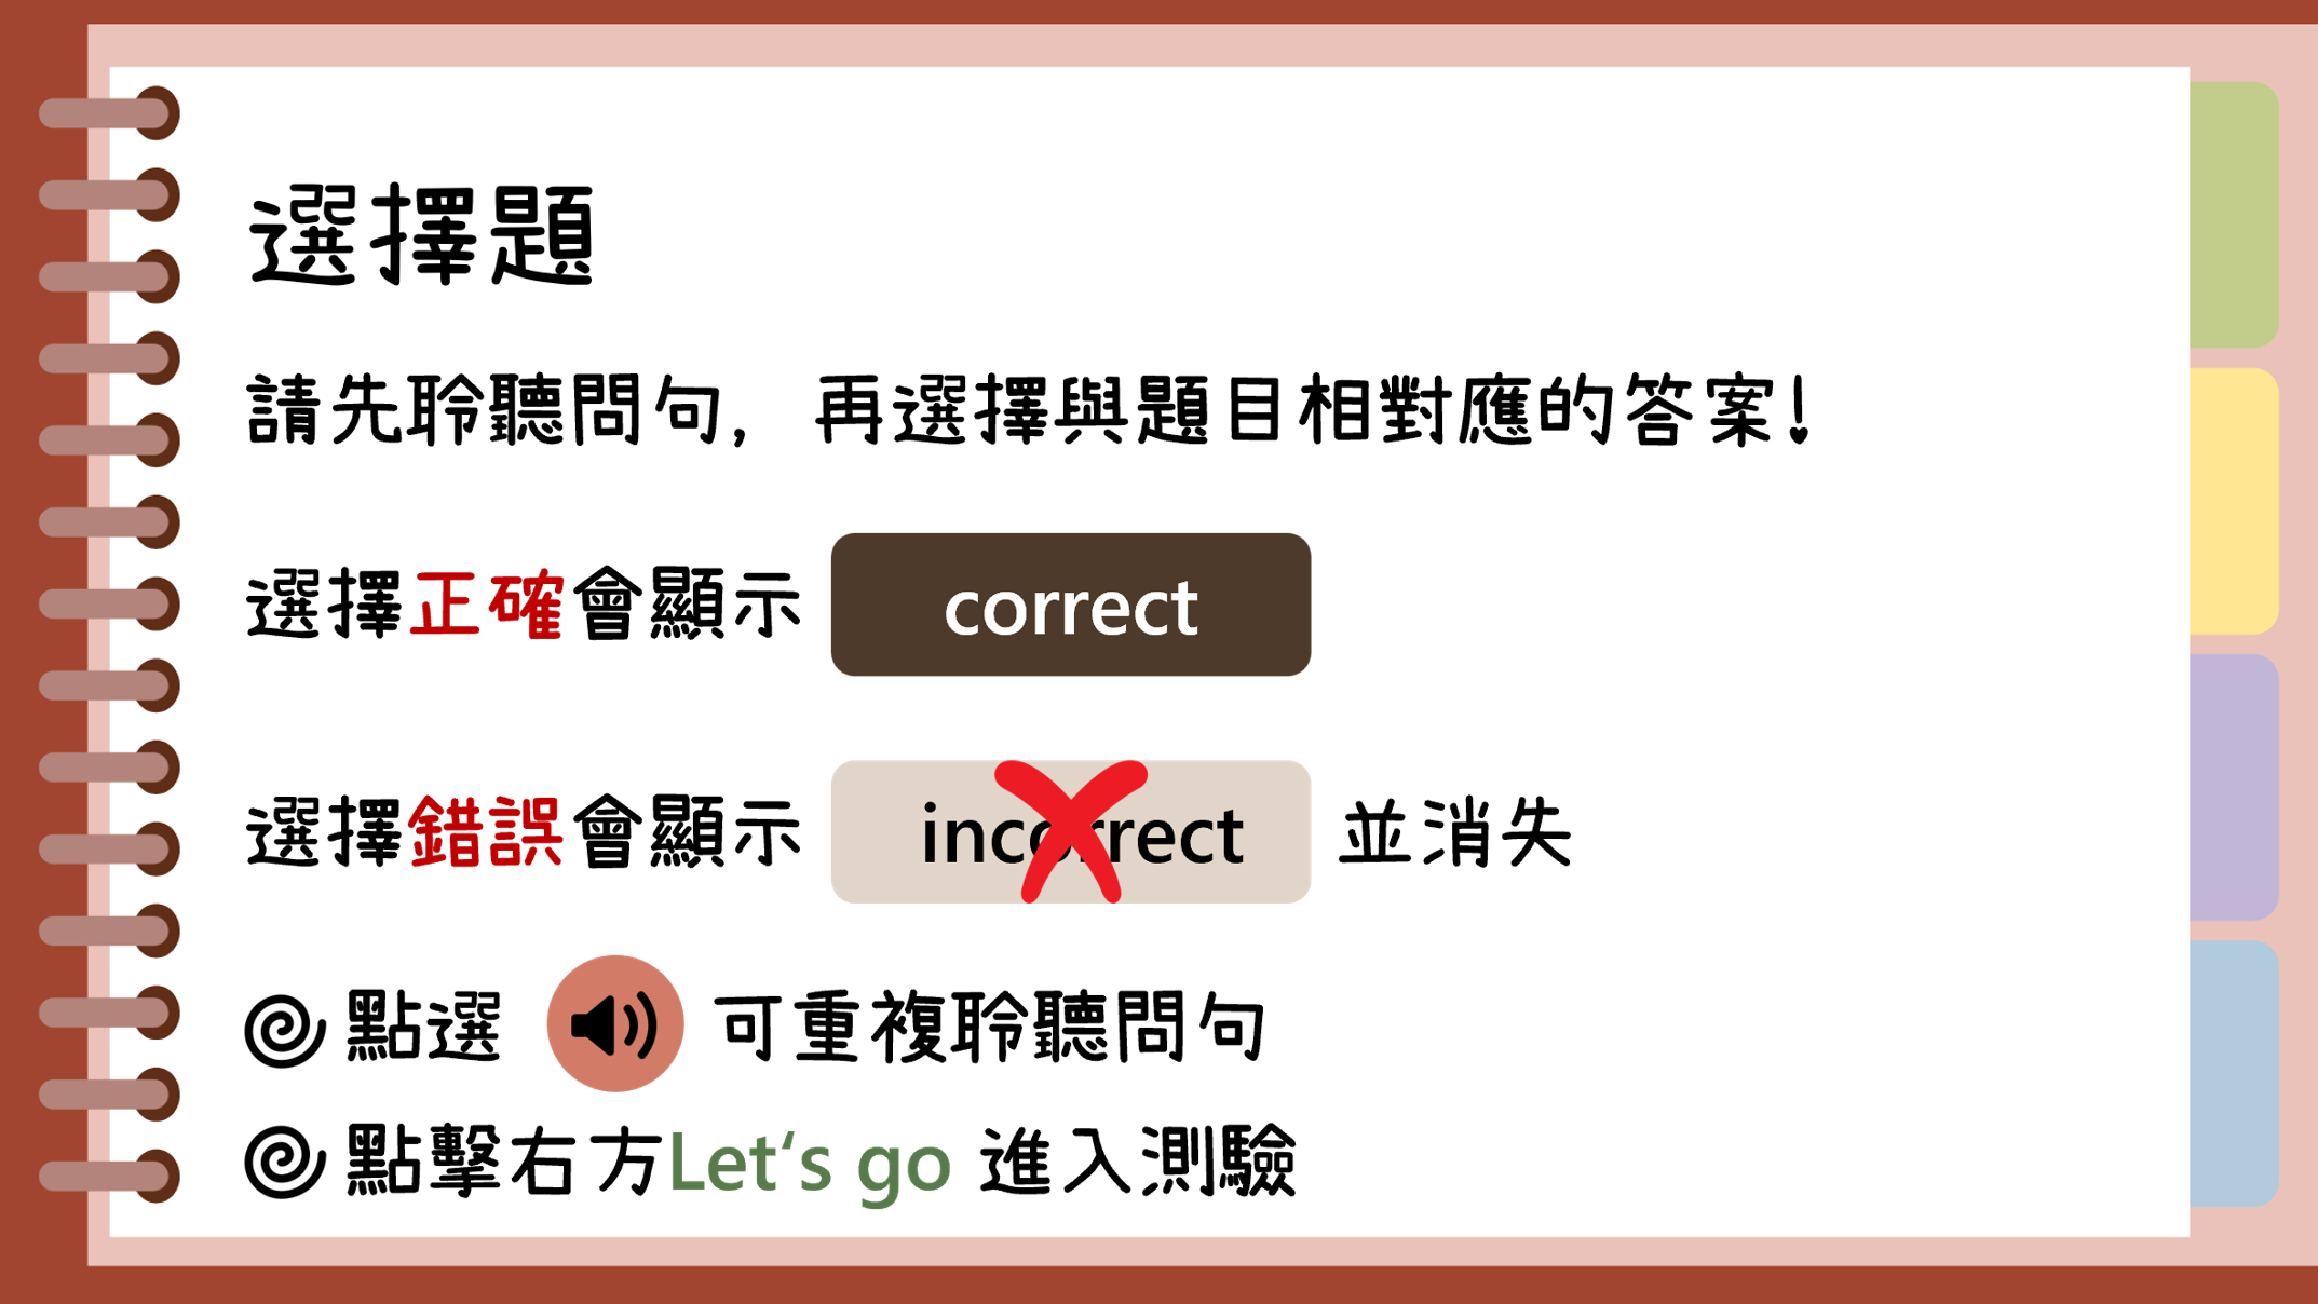 選擇題
請先聆聽問句，再選擇與題目相對應的答案！
選擇正確會顯示 correct
選擇錯誤會顯示 incorrect 並消失
點選 可重複聆聽問句
點擊右方Let‘s go 進入測驗